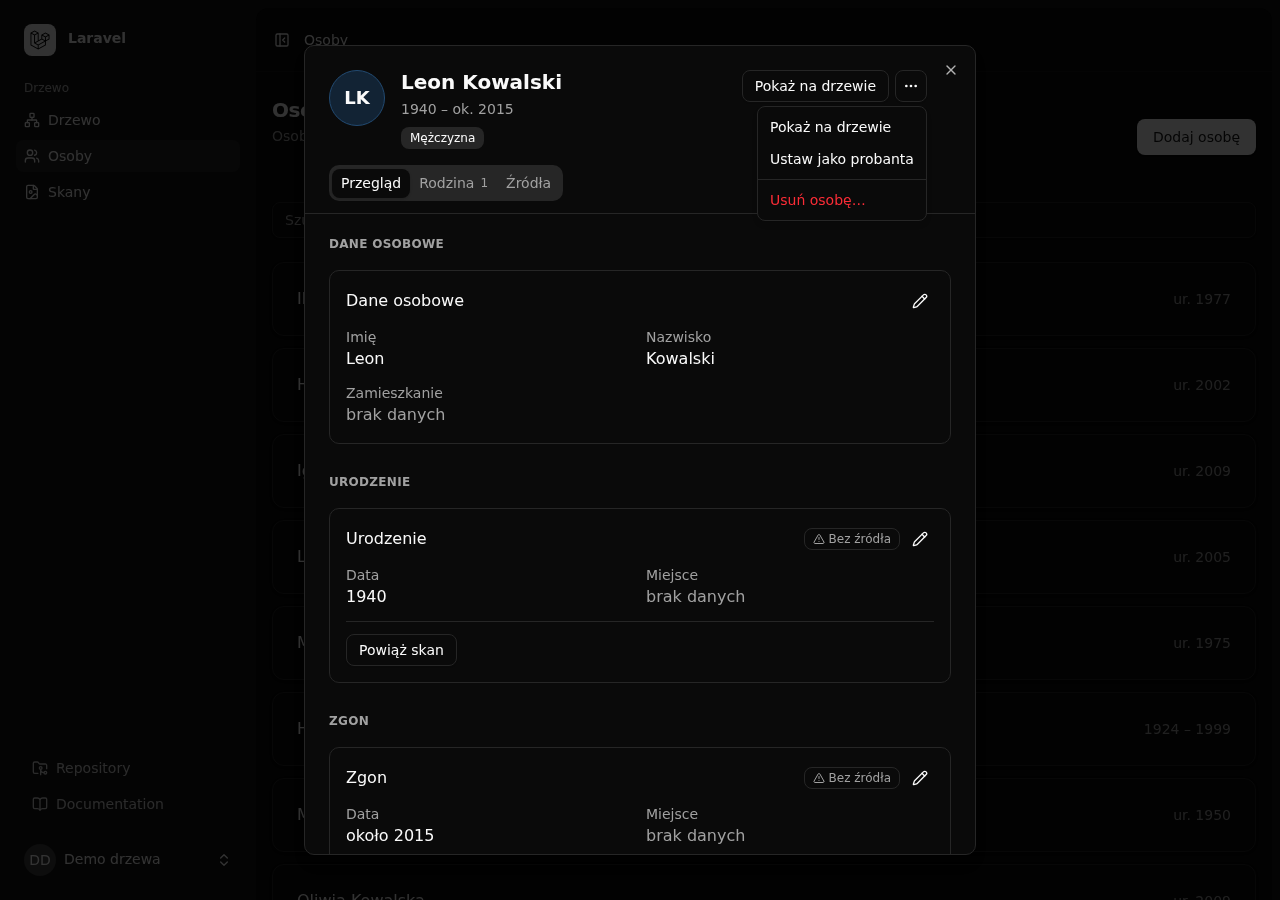 Laravel
Osoby
Drzewo
Drzewo
Osoby
Skany
Dodaj osobę
LK
Leon Kowalski
1940 – ok. 2015
Mężczyzna
Pokaż na drzewie
Pokaż na drzewie
Ustaw jako probanta
Usuń osobę…
Przegląd
Rodzina 1
Źródła
DANE OSOBOWE
Dane osobowe
Imię
Leon
Nazwisko
Kowalski
Zamieszkanie
brak danych
URODZENIE
Urodzenie
Bez źródła
Data
1940
Miejsce
brak danych
Powiąż skan
ZGON
Zgon
Bez źródła
Data
około 2015
Miejsce
brak danych
ur. 1977
ur. 2002
ur. 2009
ur. 2005
ur. 1975
1924 – 1999
ur. 1950
Oliwia Kowalska
Repository
Documentation
DD
Demo drzewa